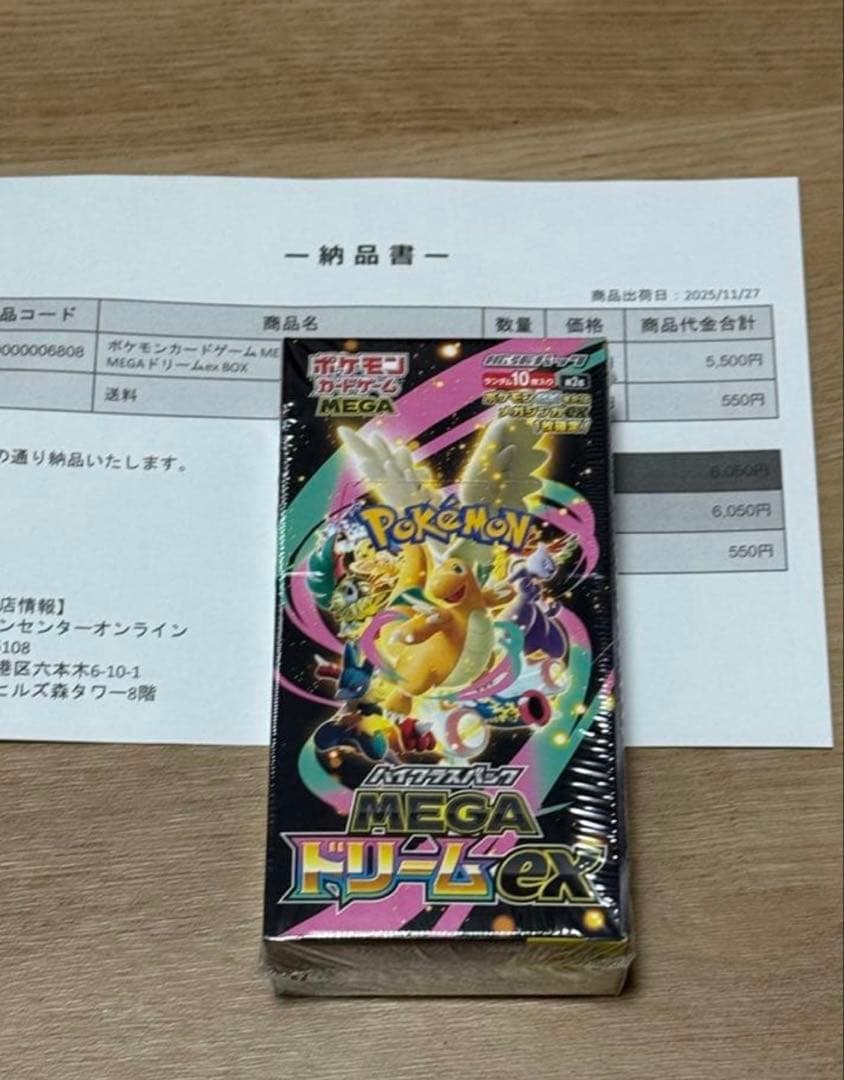 ― 納 品 書 ―
商品出荷日：2025/11/27
品コード 商品名 数量 価格 商品代金合計
0000006808 ポケモンカードゲーム ME 5,500円
MEGAドリームex BOX
送料 550円
の通り納品いたします。
6,050円
6,050円
550円
店情報】
ンセンターオンライン
5108
港区六本木6-10-1
ヒルズ森タワー8階
ポケモン
カードゲーム
MEGA
拡張パック
ランダム10枚入り
POKÉMON
ハイクラスパック
MEGA
ドリームex